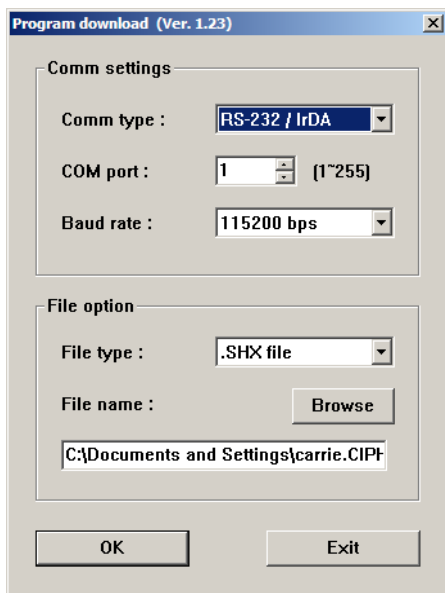 Program download (Ver. 1.23)
Comm settings
Comm type : RS-232 / IrDA
COM port : 1 (1~255)
Baud rate : 115200 bps
File option
File type : .SHX file
File name : Browse
C:\Documents and Settings\carrie.CIPH
OK Exit